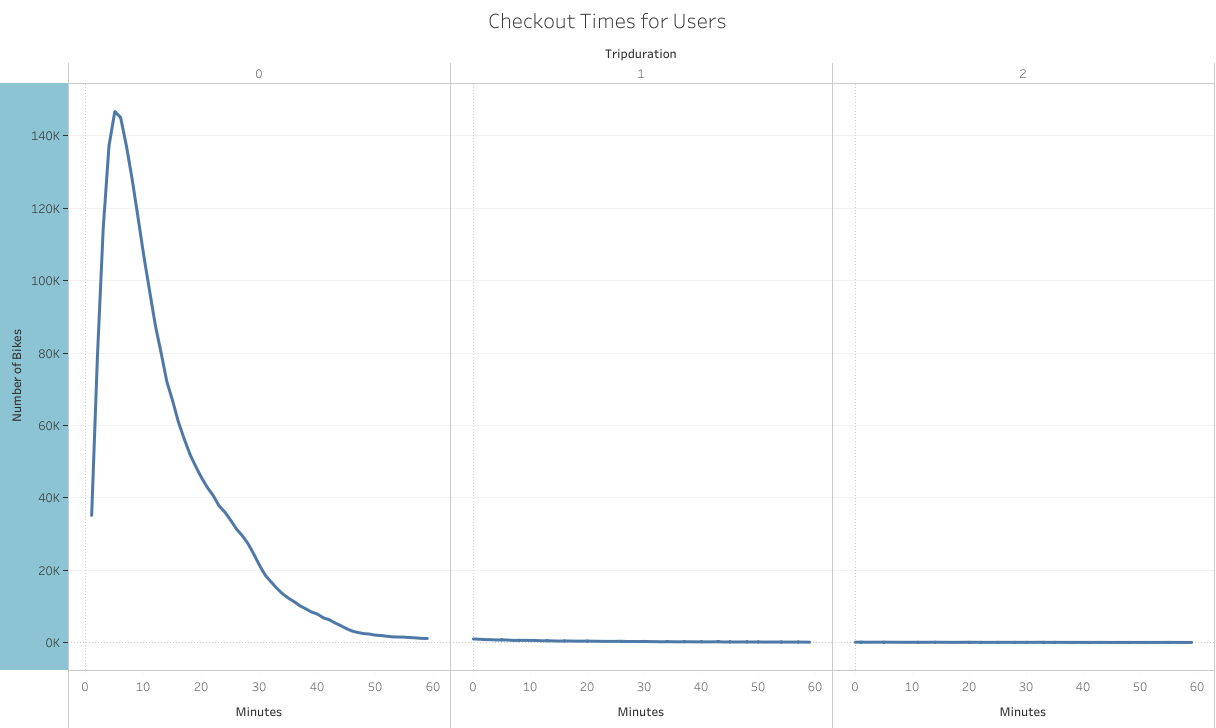 Checkout Times for Users
Tripduration
0 1 2
140K
120K
100K
80K
60K
40K
20K
0K
Number of Bikes
0 10 20 30 40 50 60 0 10 20 30 40 50 60 0 10 20 30 40 50 60
Minutes Minutes Minutes